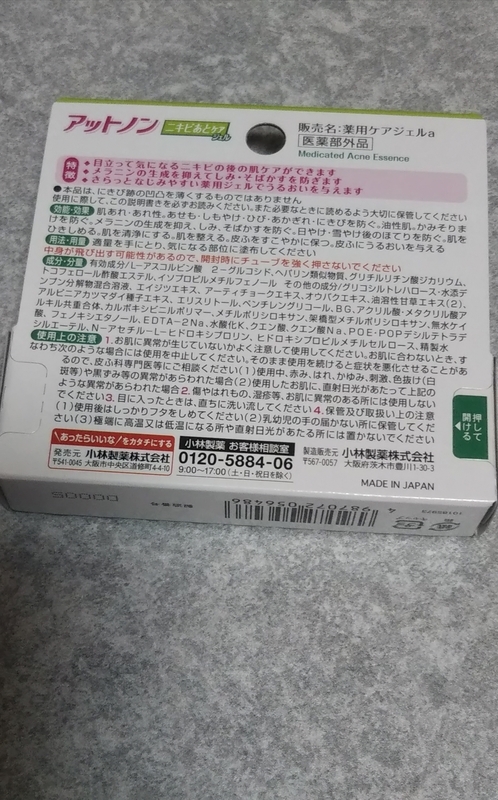 アットノン ニキビあとケア ジェル
販売名:薬用ケアジェルa
医薬部外品
Medicated Acne Essence
特徴
◆目立って気になるニキビの後の肌ケアができます
◆メラニンの生成を抑えてしみ・そばかすを防ぎます
◆さらっとなじみやすい薬用ジェルでうるおいを与えます
●本品は、にきび跡の凹凸を薄くするものではありません
使用に際して、この説明書を必ずお読みください。また必要なときに読めるよう大切に保管してください
効能・効果 肌あれ・あれ性。あせも・しもやけ・ひび・あかぎれ・にきびを防ぐ。油性肌。かみそりま
けを防ぐ。メラニンの生成を抑え、しみ、そばかすを防ぐ。日やけ・雪やけ後のほてりを防ぐ。肌を
ひきしめる。肌を清浄にする。肌を整える。皮ふをすこやかに保つ。皮ふにうるおいを与える
用法・用量 適量を手にとり、気になる部位に塗布してください
中身が飛び出す可能性があるので、開封時にチューブを強く押さないでください
成分・分量 有効成分/L-アスコルビン酸 2-グルコシド、ヘパリン類似物質、グリチルリチン酸ジカリウム、
トコフェロール酢酸エステル、イソプロピルメチルフェノール その他の成分/グリコシルトレハロース・水添デ
ンプン分解物混合溶液、エイジツエキス、アーティチョークエキス、オウバクエキス、油溶性甘草エキス(2)、
アルピニアカツマダイ種子エキス、エリスリトール、ペンチレングリコール、BG、アクリル酸・メタクリル酸ア
ルキル共重合体、カルボキシビニルポリマー、メチルポリシロキサン、架橋型メチルポリシロキサン、無水ケイ
酸、フェノキシエタノール、EDTA-2Na、水酸化K、クエン酸、クエン酸Na、POE・POPデシルテトラデ
シルエーテル、N-アセチル-L-ヒドロキシプロリン、ヒドロキシプロピルメチルセルロース、精製水
使用上の注意 1.お肌に異常が生じていないかよく注意して使用してください。お肌に合わないとき、す
なわち次のような場合には使用を中止してください。そのまま使用を続けると症状を悪化させることがあ
るので、皮ふ科専門医等にご相談ください(1)使用中、赤み、はれ、かゆみ、刺激、色抜け(白
斑等)や黒ずみ等の異常があらわれた場合(2)使用したお肌に、直射日光があたって上記の
ような異常があらわれた場合 2.傷やはれもの、湿疹等、お肌に異常のある所には使用しない
でください 3.目に入ったときは、直ちに洗い流してください 4.保管及び取扱い上の注意
(1)使用後はしっかりフタをしめてください(2)乳幼児の手の届かない所に保管してくださ
い(3)極端に高温又は低温になる所や直射日光があたる所には置かないでください
押して開ける
あったらいいな をカタチにする
発売元 小林製薬株式会社
〒541-0045 大阪市中央区道修町4-4-10
小林製薬 お客様相談室
0120-5884-06
9:00〜17:00(土・日・祝日を除く)
製造販売元 小林製薬株式会社
〒567-0057 大阪府茨木市豊川1-30-3
MADE IN JAPAN
4 987072 056486